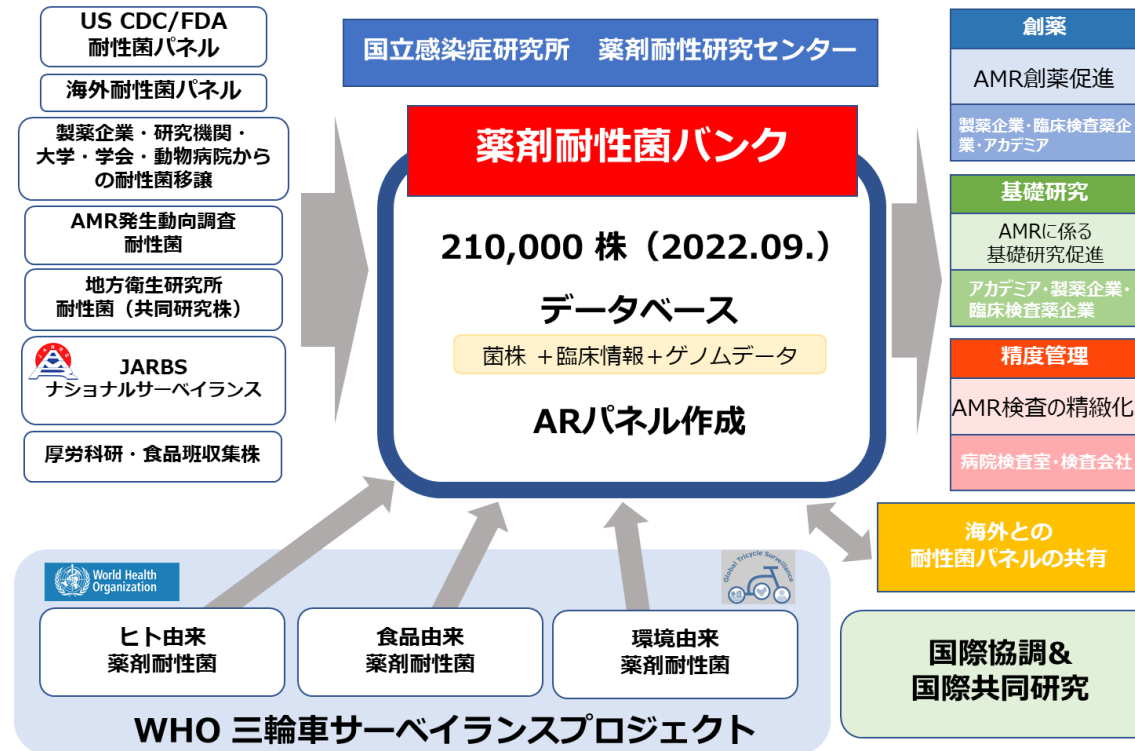 US CDC/FDA
耐性菌パネル
海外耐性菌パネル
製薬企業・研究機関・
大学・学会・動物病院から
の耐性菌移譲
AMR発生動向調査
耐性菌
地方衛生研究所
耐性菌（共同研究株）
JARBS
JARBS
ナショナルサーベイランス
厚労科研・食品班収集株
国立感染症研究所　薬剤耐性研究センター
薬剤耐性菌バンク
210,000 株（2022.09.）
データベース
菌株 ＋臨床情報＋ゲノムデータ
ARパネル作成
創薬
AMR創薬促進
製薬企業・臨床検査薬企
業・アカデミア
基礎研究
AMRに係る
基礎研究促進
アカデミア・製薬企業・
臨床検査薬企業
精度管理
AMR検査の精緻化
病院検査室・検査会社
海外との
耐性菌パネルの共有
国際協調&
国際共同研究
World Health
Organization
Global Tricycle Surveillance
ヒト由来
薬剤耐性菌
食品由来
薬剤耐性菌
環境由来
薬剤耐性菌
WHO 三輪車サーベイランスプロジェクト